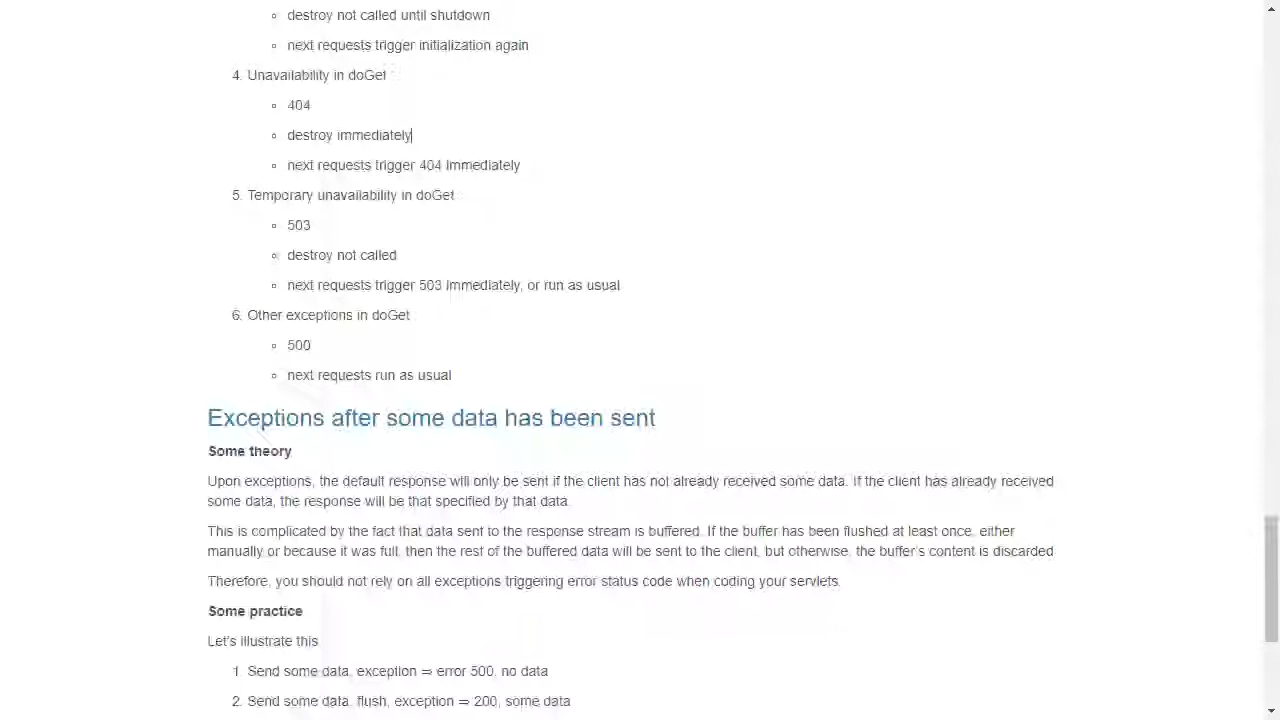 destroy not called until shutdown
next requests trigger initialization again
4. Unavailability in doGet
404
destroy immediately
next requests trigger 404 immediately
5. Temporary unavailability in doGet
503
destroy not called
next requests trigger 503 immediately, or run as usual
6. Other exceptions in doGet
500
next requests run as usual
Exceptions after some data has been sent
Some theory
Upon exceptions, the default response will only be sent if the client has not already received some data. If the client has already received
some data, the response will be that specified by that data.
This is complicated by the fact that data sent to the response stream is buffered. If the buffer has been flushed at least once, either
manually or because it was full, then the rest of the buffered data will be sent to the client, but otherwise, the buffer's content is discarded
Therefore, you should not rely on all exceptions triggering error status code when coding your servlets.
Some practice
Let's illustrate this
1. Send some data, exception ⇒ error 500, no data
2. Send some data, flush, exception ⇒ 200, some data